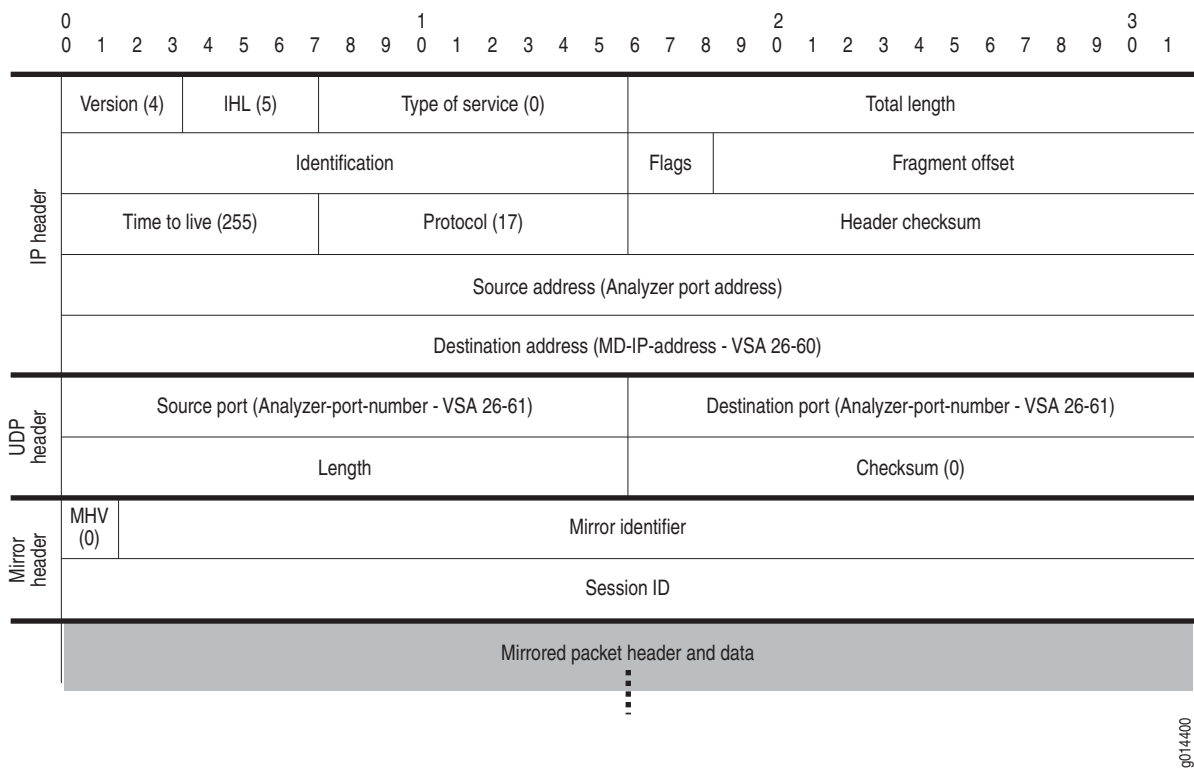 0 1 2 3
0 1 2 3 4 5 6 7 8 9 0 1 2 3 4 5 6 7 8 9 0 1 2 3 4 5 6 7 8 9 0 1
IP header
Version (4) IHL (5) Type of service (0) Total length
Identification Flags Fragment offset
Time to live (255) Protocol (17) Header checksum
Source address (Analyzer port address)
Destination address (MD-IP-address - VSA 26-60)
UDP
header
Source port (Analyzer-port-number - VSA 26-61) Destination port (Analyzer-port-number - VSA 26-61)
Length Checksum (0)
Mirror
header
MHV
(0)
Mirror identifier
Session ID
Mirrored packet header and data
g014400